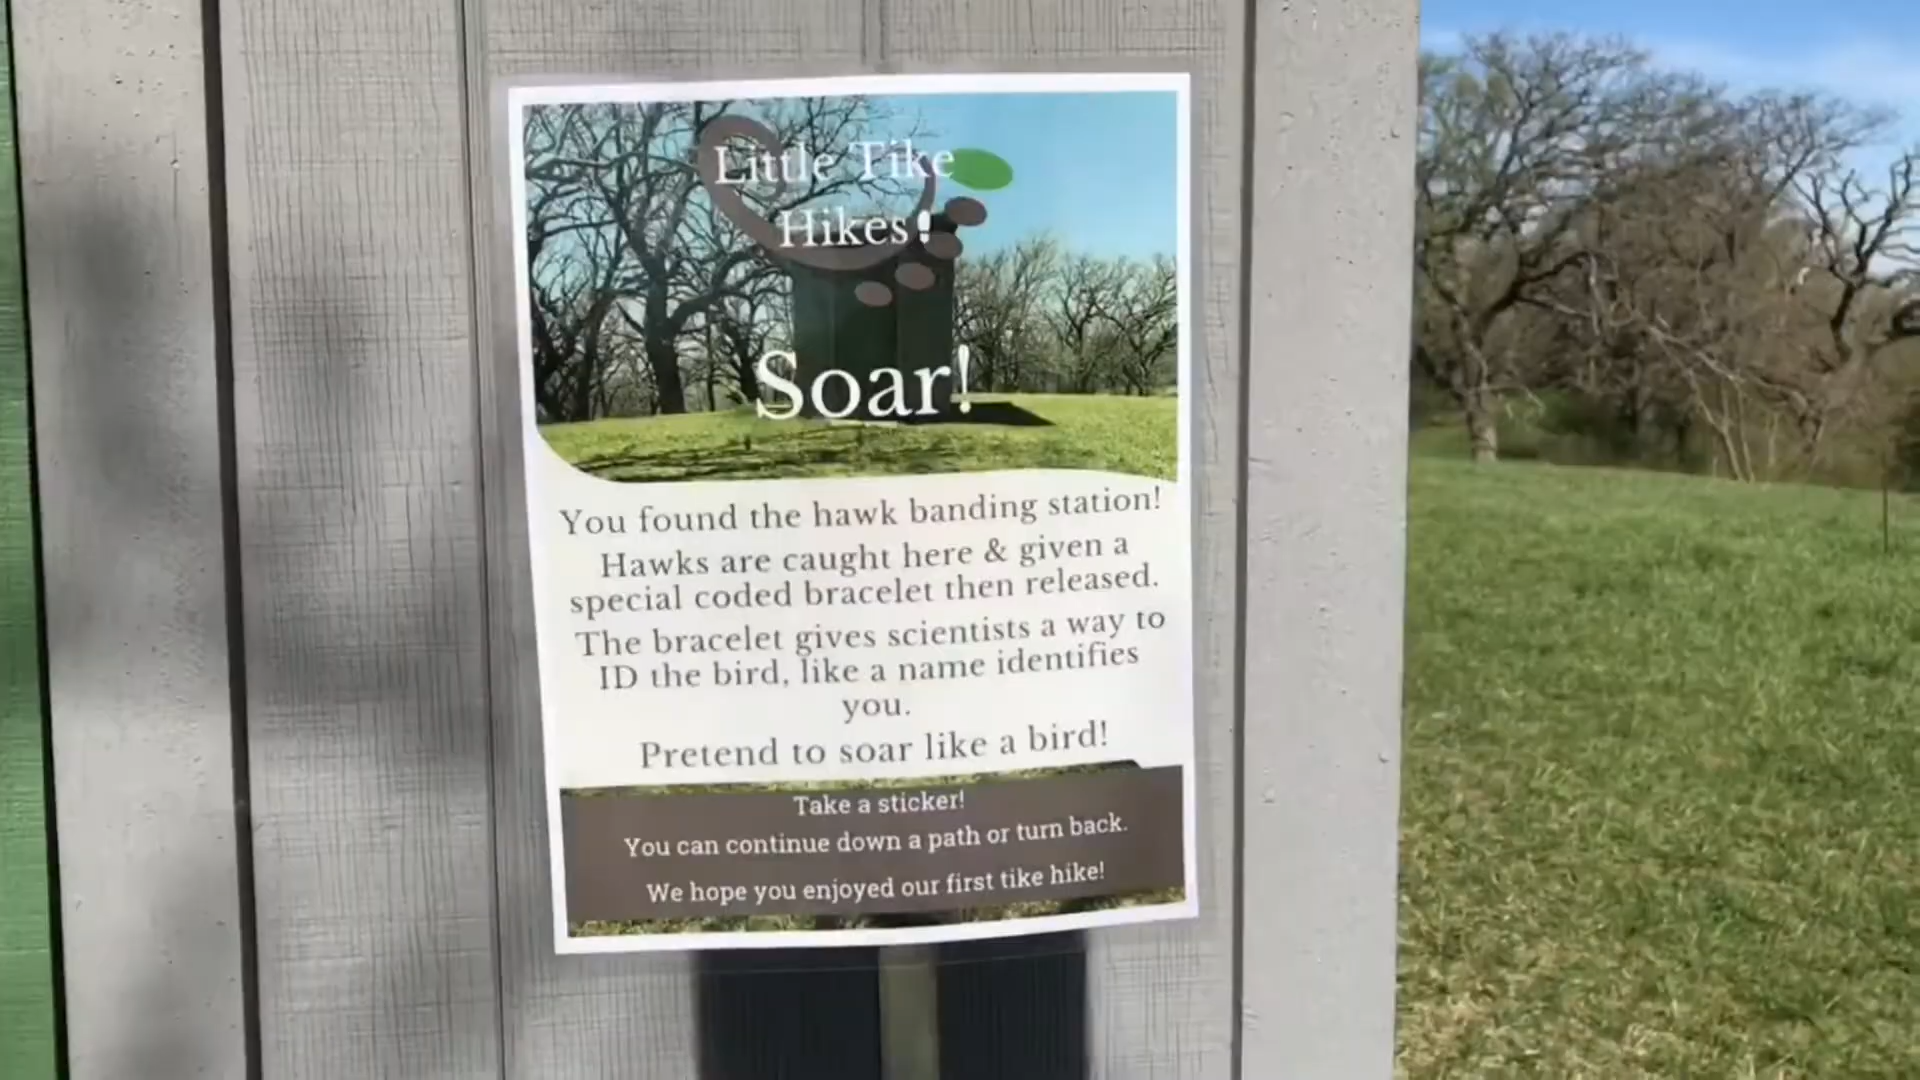 Little Tike
Hikes!
Soar!
You found the hawk banding station!
Hawks are caught here & given a
special coded bracelet then released.
The bracelet gives scientists a way to
ID the bird, like a name identifies
you.
Pretend to soar like a bird!
Take a sticker!
You can continue down a path or turn back.
We hope you enjoyed our first tike hike!